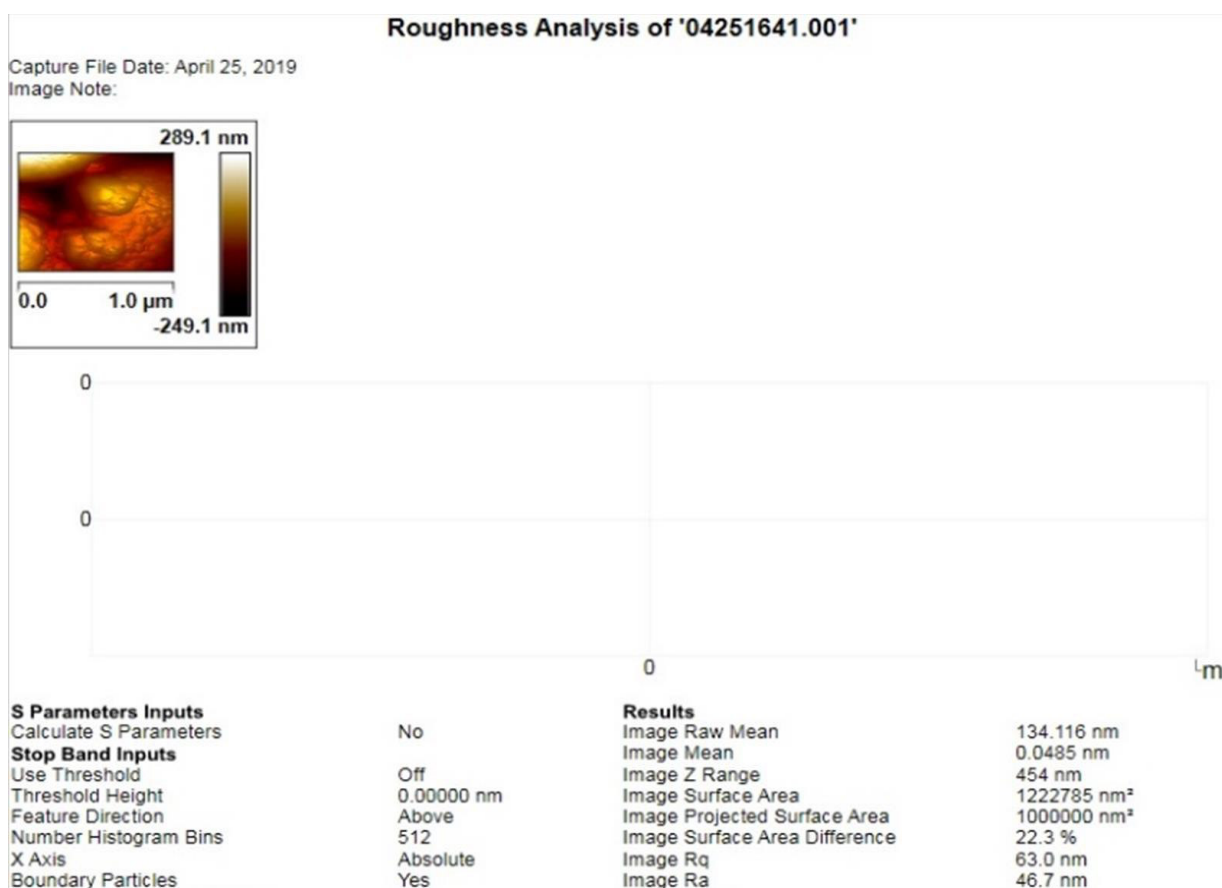 Roughness Analysis of '04251641.001'
Capture File Date: April 25, 2019
Image Note:
289.1 nm
0.0 1.0 µm
-249.1 nm
0
0
0 m
S Parameters Inputs Results
Calculate S Parameters No Image Raw Mean 134.116 nm
Stop Band Inputs Image Mean 0.0485 nm
Use Threshold Off Image Z Range 454 nm
Threshold Height 0.00000 nm Image Surface Area 1222785 nm²
Feature Direction Above Image Projected Surface Area 1000000 nm²
Number Histogram Bins 512 Image Surface Area Difference 22.3 %
X Axis Absolute Image Rq 63.0 nm
Boundary Particles Yes Image Ra 46.7 nm